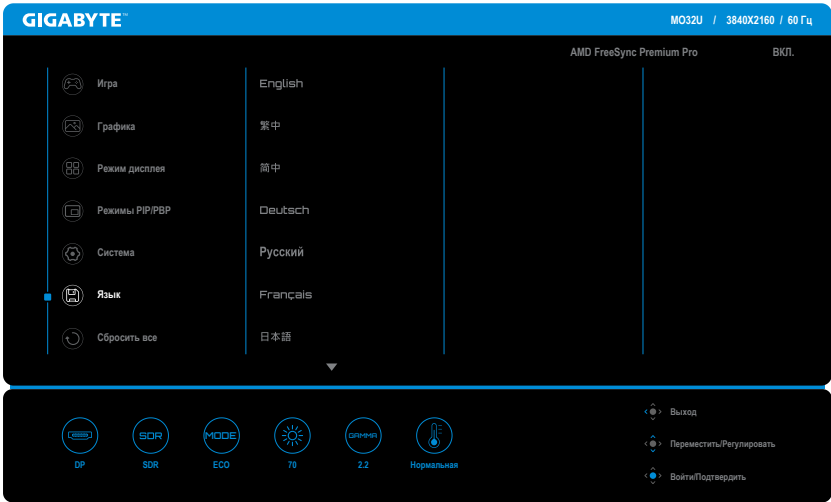 GIGABYTE™
MO32U / 3840X2160 / 60 Гц
AMD FreeSync Premium Pro ВКЛ.
Игра English
Графика 繁中
Режим дисплея 简中
Режимы PIP/PBP Deutsch
Система Русский
Язык Français
Сбросить все 日本語
SDR MODE GAMMA
DP SDR ECO 70 2.2 Нормальная
Выход
Переместить/Регулировать
Войти/Подтвердить